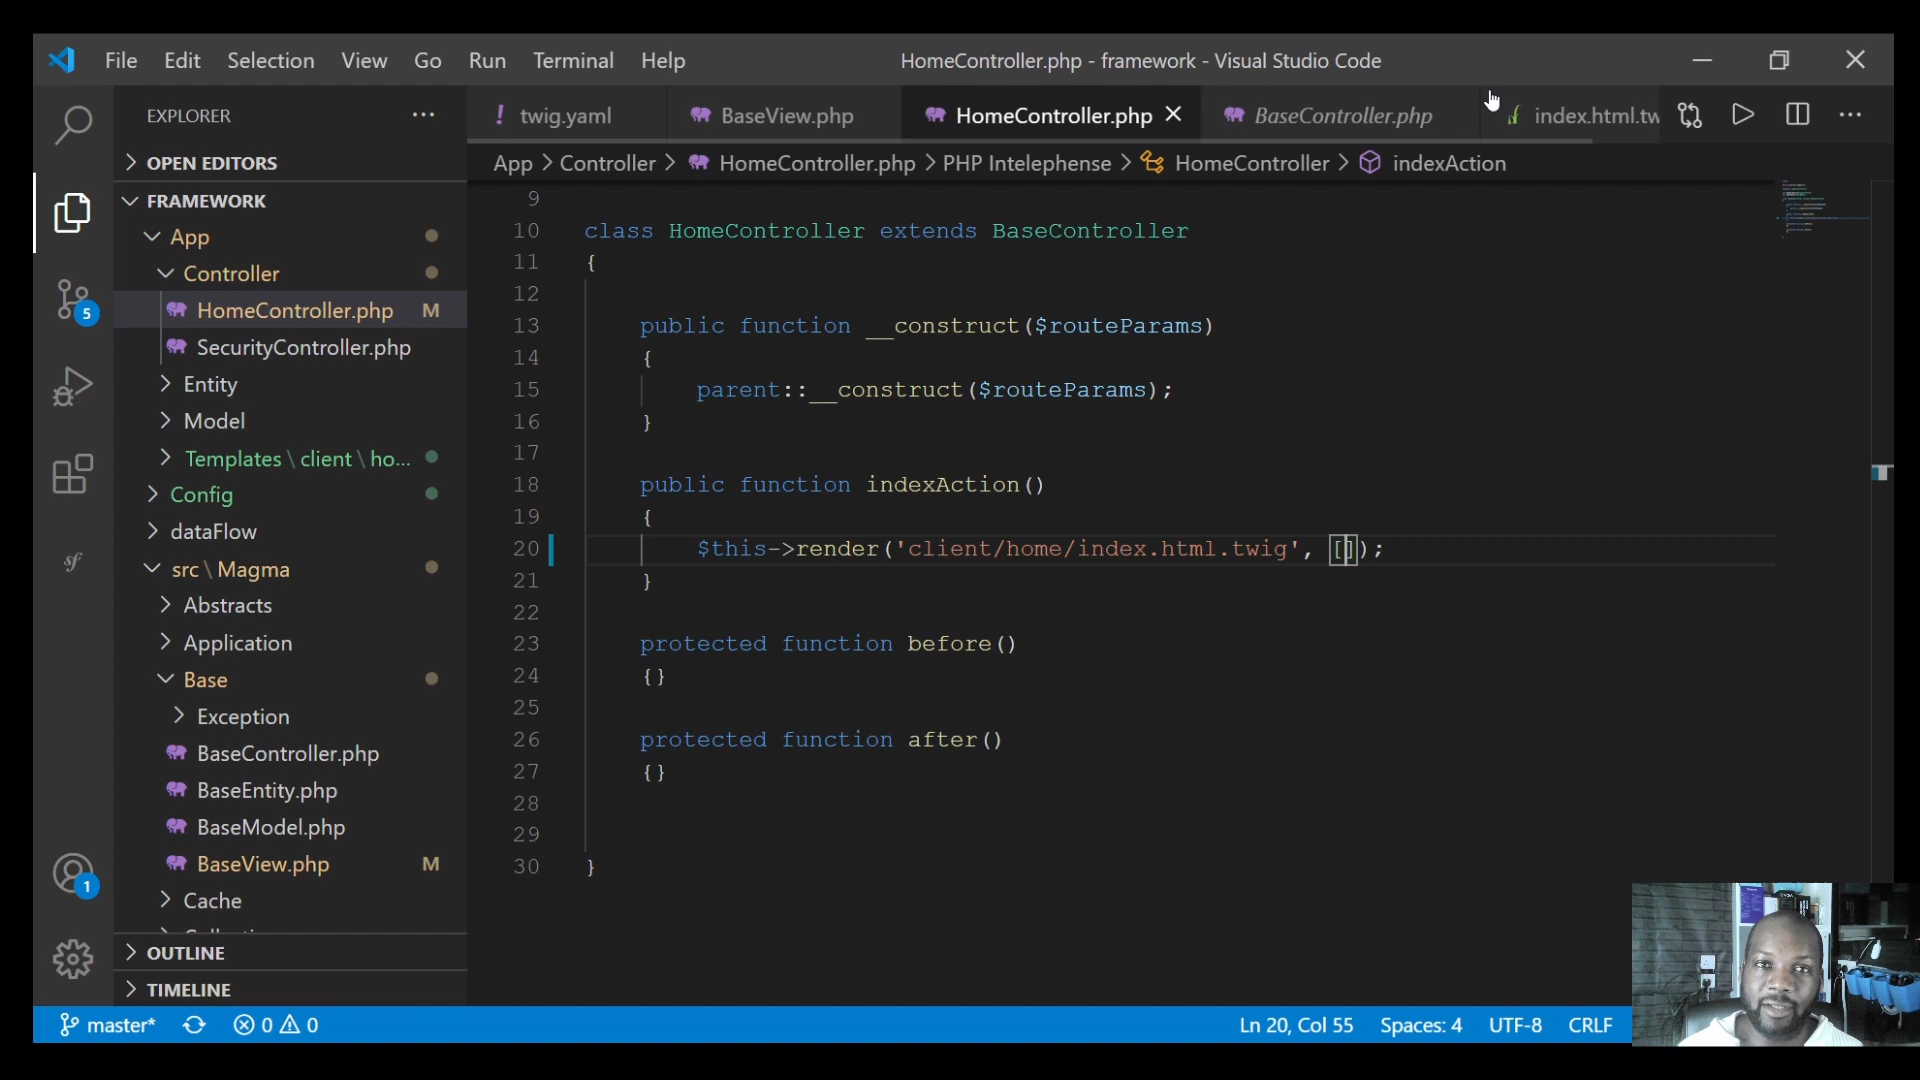 File Edit Selection View Go Run Terminal Help HomeController.php - framework - Visual Studio Code
EXPLORER ··· ! twig.yaml BaseView.php HomeController.php BaseController.php index.html.tw ···
App > Controller > HomeController.php > PHP Intelephense > HomeController > indexAction
OPEN EDITORS
FRAMEWORK
App
Controller
HomeController.php M
SecurityController.php
Entity
Model
Templates \ client \ ho...
Config
dataFlow
src \ Magma
Abstracts
Application
Base
Exception
BaseController.php
BaseEntity.php
BaseModel.php
BaseView.php M
Cache
OUTLINE
TIMELINE
5
sf
1
9
10 class HomeController extends BaseController
11 {
12
13 public function __construct($routeParams)
14 {
15 parent::__construct($routeParams);
16 }
17
18 public function indexAction()
19 {
20 $this->render('client/home/index.html.twig', []);
21 }
22
23 protected function before()
24 {}
25
26 protected function after()
27 {}
28
29
30 }
master* 0 0 Ln 20, Col 55 Spaces: 4 UTF-8 CRLF